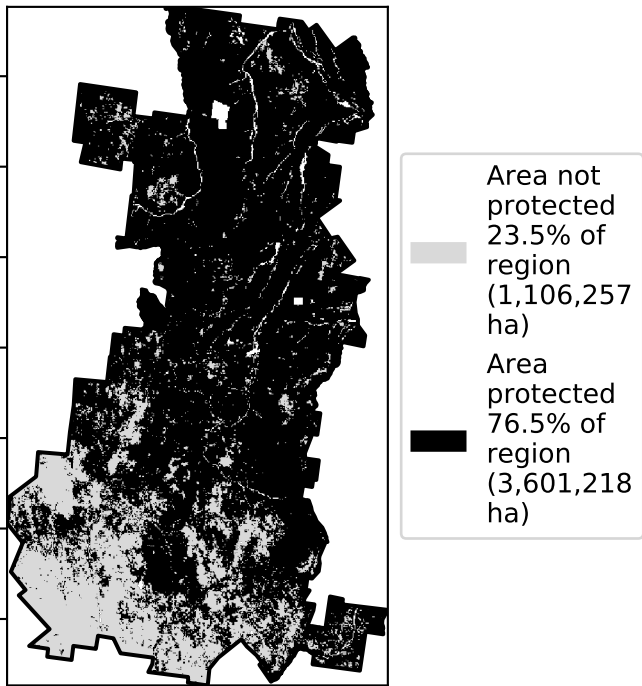 Area not
protected
23.5% of
region
(1,106,257
ha)
Area
protected
76.5% of
region
(3,601,218
ha)